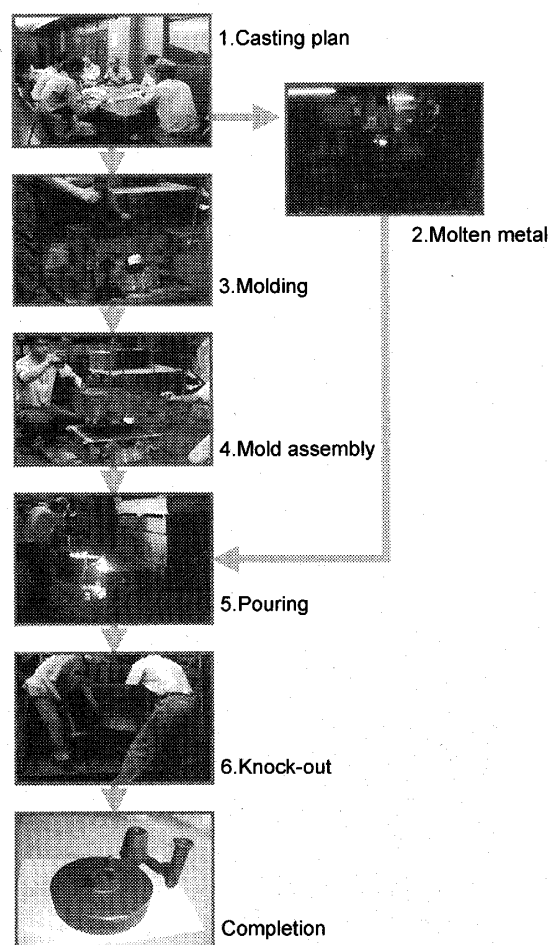 1.Casting plan
2.Molten metal
3.Molding
4.Mold assembly
5.Pouring
6.Knock-out
Completion